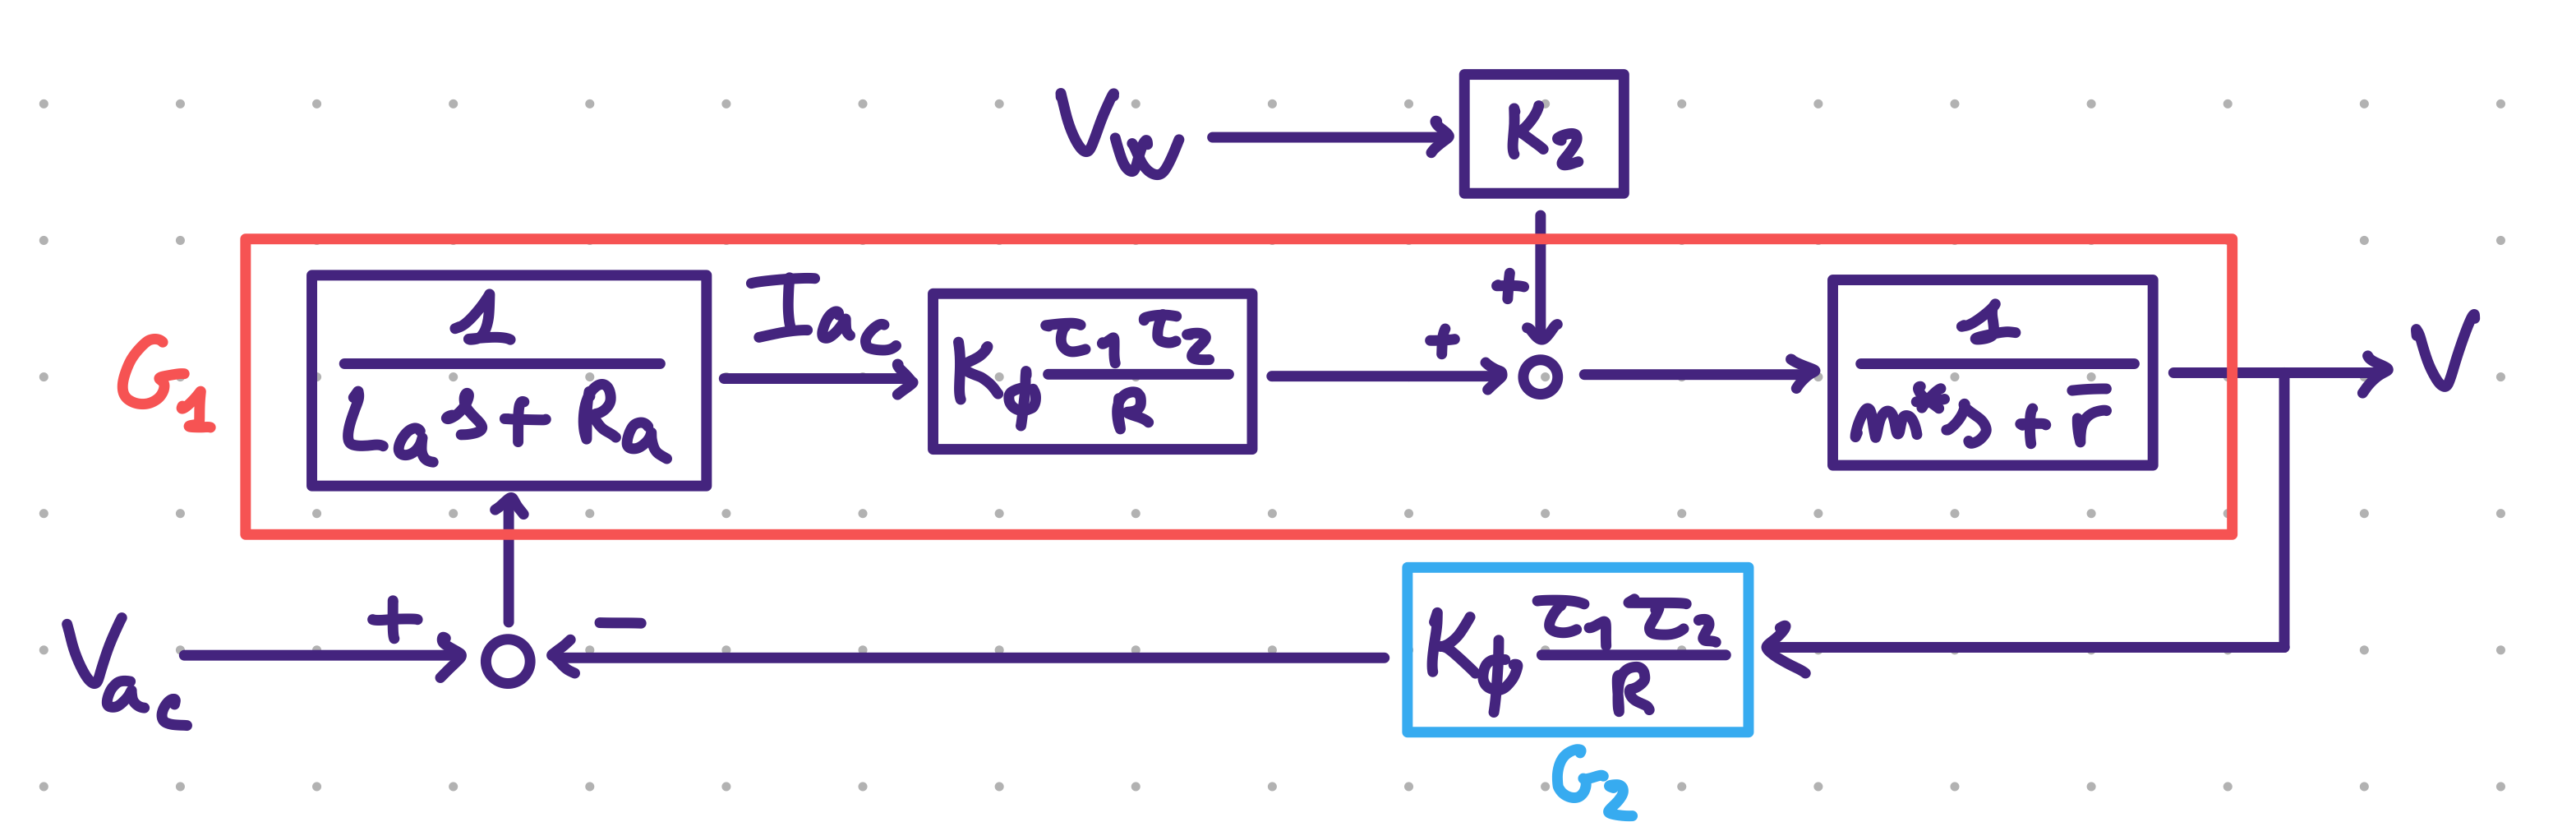 V_w K_2
G_1 \frac{1}{L_a s + R_a} I_{ac} K_\phi \frac{\tau_1 \tau_2}{R} + + \frac{1}{m^* s + \bar{r}} V
V_{ac} + − K_\phi \frac{\tau_1 \tau_2}{R}
G_2